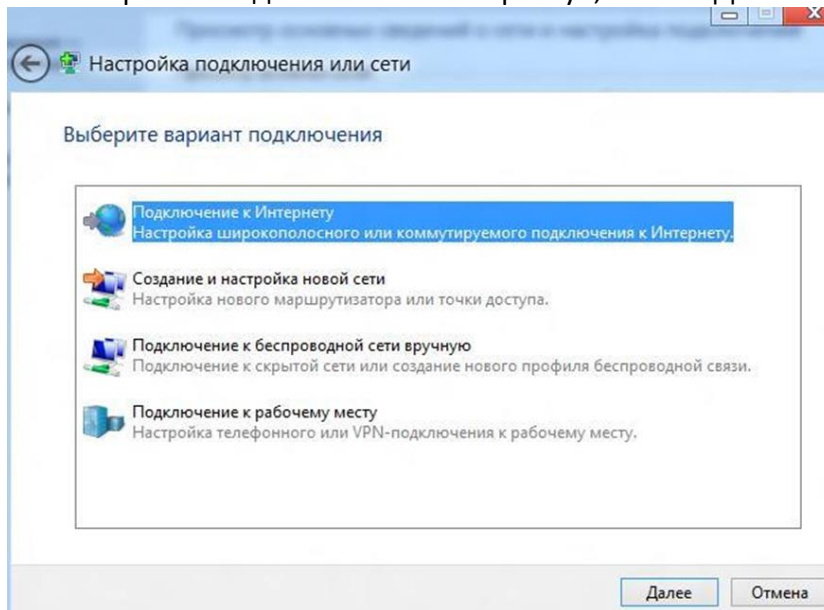 Настройка подключения или сети
Выберите вариант подключения
Подключение к Интернету
Настройка широкополосного или коммутируемого подключения к Интернету.
Создание и настройка новой сети
Настройка нового маршрутизатора или точки доступа.
Подключение к беспроводной сети вручную
Подключение к скрытой сети или создание нового профиля беспроводной связи.
Подключение к рабочему месту
Настройка телефонного или VPN-подключения к рабочему месту.
Далее
Отмена